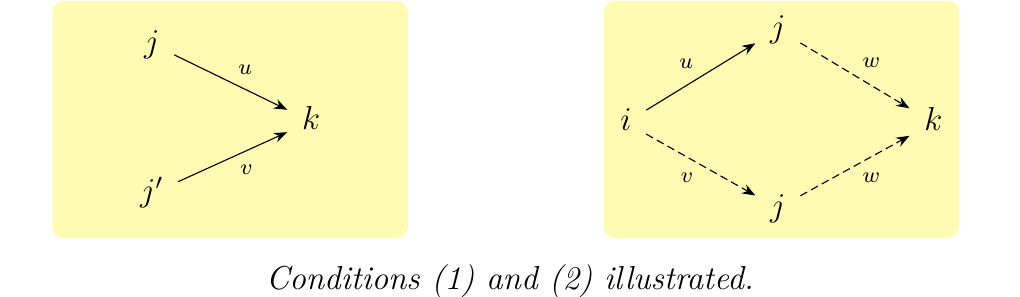 j
u
k
v
j′
j
u
w
i
k
v
w
j
Conditions (1) and (2) illustrated.